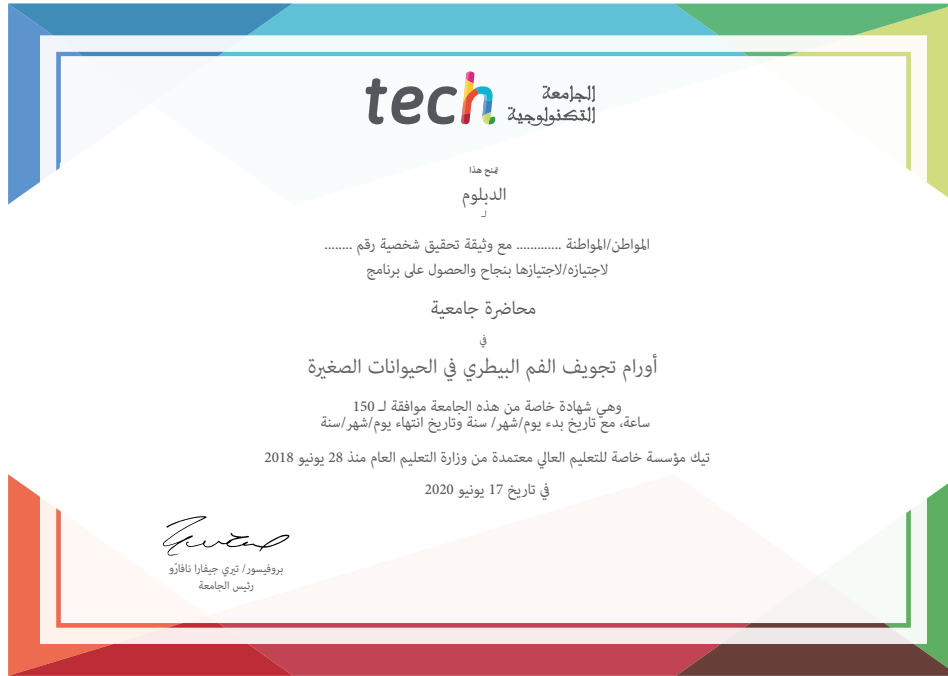 tech الجامعة
التكنولوجية
تمنح هذا
الدبلوم
لـ
المواطن/المواطنة ............. مع وثيقة تحقيق شخصية رقم ........
لاجتيازه/لاجتيازها بنجاح والحصول على برنامج
محاضرة جامعية
في
أورام تجويف الفم البيطري في الحيوانات الصغيرة
وهي شهادة خاصة من هذه الجامعة موافقة لـ 150
ساعة، مع تاريخ بدء يوم/شهر/ سنة وتاريخ انتهاء يوم/شهر/سنة
تيك مؤسسة خاصة للتعليم العالي معتمدة من وزارة التعليم العام منذ 28 يونيو 2018
في تاريخ 17 يونيو 2020
بروفيسور/ تيري جيفارا نافارّو
رئيس الجامعة